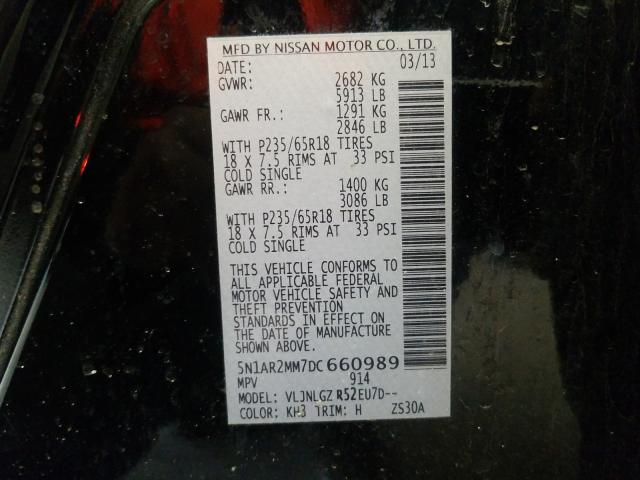 MFD BY NISSAN MOTOR CO., LTD.
DATE: 03/13
GVWR: 2682 KG
5913 LB
GAWR FR.: 1291 KG
2846 LB
WITH P235/65R18 TIRES
18 X 7.5 RIMS AT 33 PSI
COLD SINGLE
GAWR RR.: 1400 KG
3086 LB
WITH P235/65R18 TIRES
18 X 7.5 RIMS AT 33 PSI
COLD SINGLE
THIS VEHICLE CONFORMS TO
ALL APPLICABLE FEDERAL
MOTOR VEHICLE SAFETY AND
THEFT PREVENTION
STANDARDS IN EFFECT ON
THE DATE OF MANUFACTURE
SHOWN ABOVE.
5N1AR2MM7DC660989
MPV 914
MODEL: VLJNLGZ R52EU7D--
COLOR: KH3 TRIM: H ZS30A